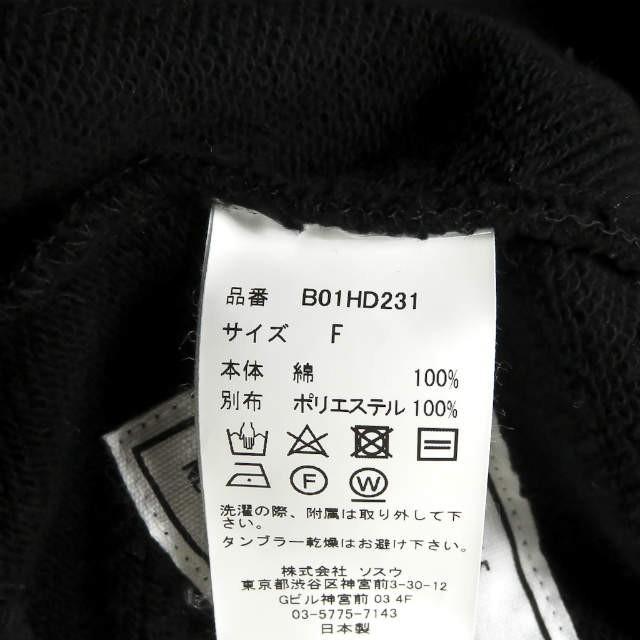 品番 B01HD231
サイズ F
本体 綿 100%
別布 ポリエステル 100%
F W
洗濯の際、附属は取り外して下
さい。
タンブラー乾燥はお避け下さい。
株式会社 ソスウ
東京都渋谷区神宮前3-30-12
Gビル神宮前 03 4F
03-5775-7143
日本製